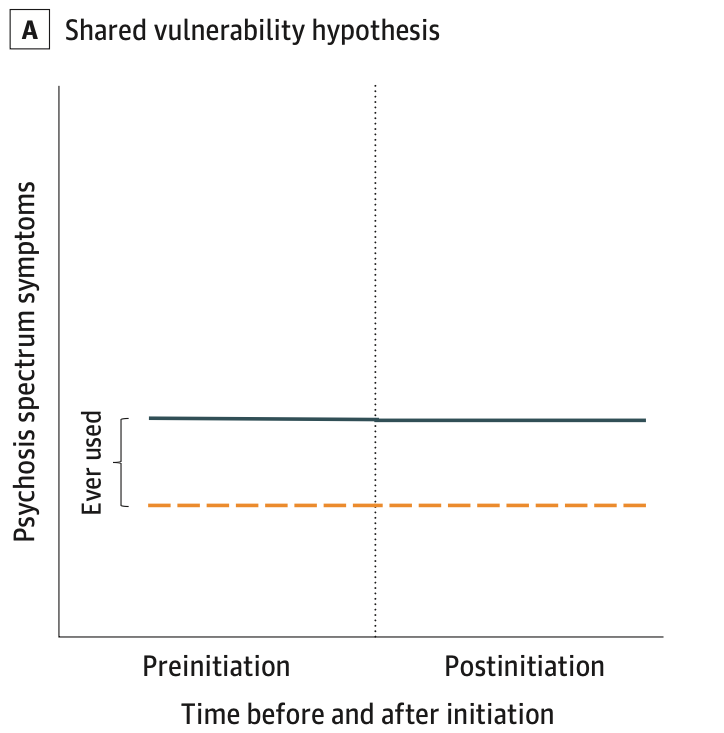 A Shared vulnerability hypothesis
Psychosis spectrum symptoms
Ever used
Preinitiation Postinitiation
Time before and after initiation